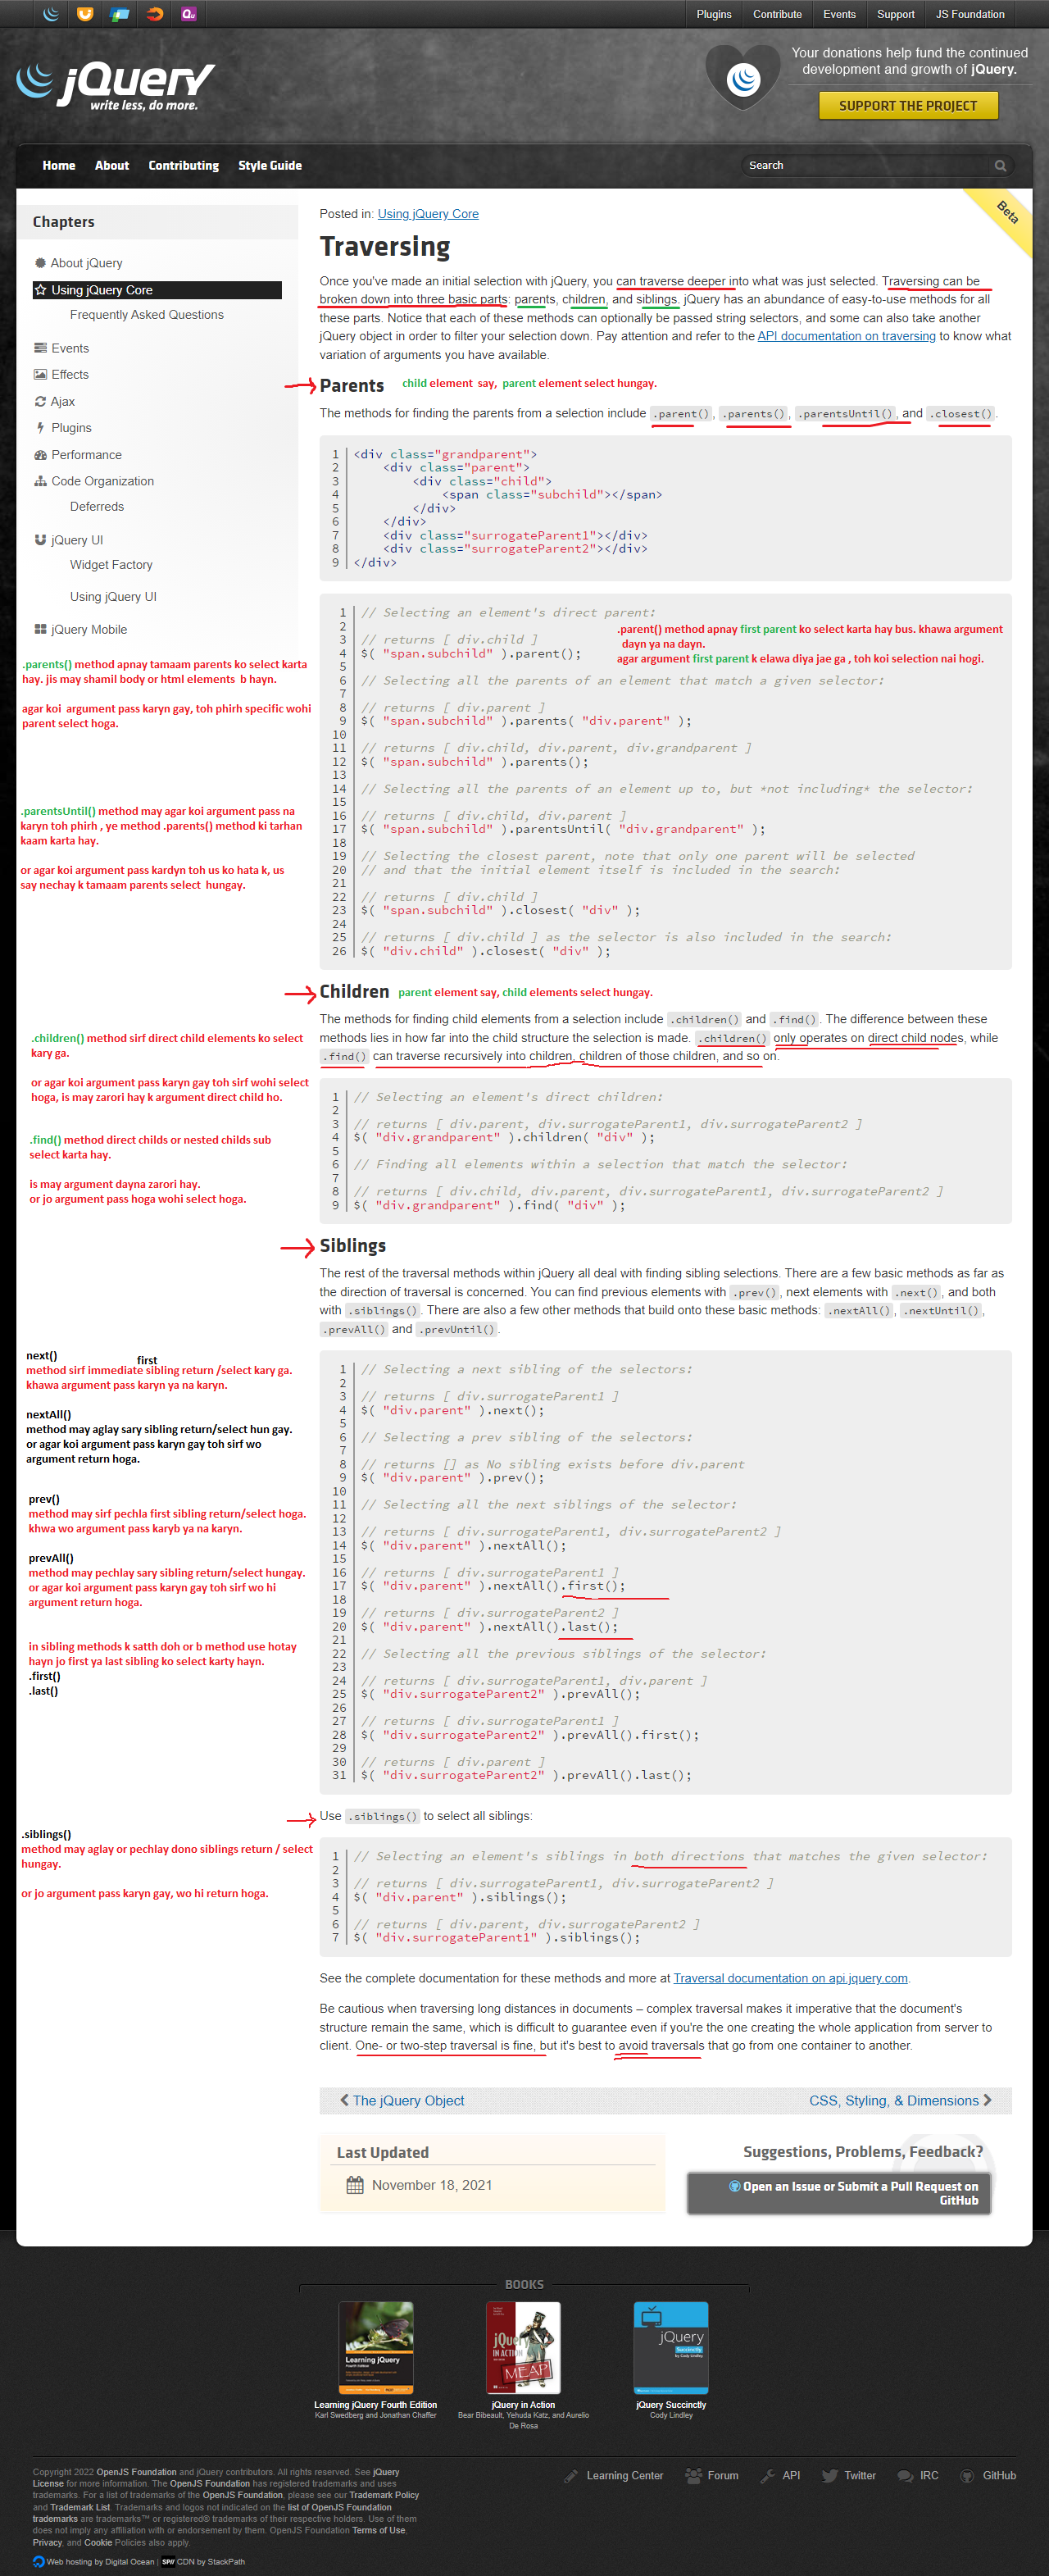 Plugins Contribute Events Support JS Foundation
jQuery
write less, do more.
Your donations help fund the continued
development and growth of jQuery.
SUPPORT THE PROJECT
Home About Contributing Style Guide
Search
Beta
Chapters
About jQuery
Using jQuery Core
Frequently Asked Questions
Events
Effects
Ajax
Plugins
Performance
Code Organization
Deferreds
jQuery UI
Widget Factory
Using jQuery UI
jQuery Mobile
.parents() method apnay tamaam parents ko select karta
hay. jis may shamil body or html elements b hayn.
agar koi argument pass karyn gay, toh phirh specific wohi
parent select hoga.
.parentsUntil() method may agar koi argument pass na
karyn toh phirh , ye method .parents() method ki tarhan
kaam karta hay.
or agar koi argument pass kardyn toh us ko hata k, us
say nechay k tamaam parents select hungay.
.children() method sirf direct child elements ko select
kary ga.
or agar koi argument pass karyn gay toh sirf wohi select
hoga, is may zarori hay k argument direct child ho.
.find() method direct childs or nested childs sub
select karta hay.
is may argument dayna zarori hay.
or jo argument pass hoga wohi select hoga.
next()
first
method sirf immediate sibling return /select kary ga.
khawa argument pass karyn ya na karyn.
nextAll()
method may aglay sary sibling return/select hun gay.
or agar koi argument pass karyn gay toh sirf wo
argument return hoga.
prev()
method may sirf pechla first sibling return/select hoga.
khwa wo argument pass karyb ya na karyn.
prevAll()
method may pechlay sary sibling return/select hungay.
or agar koi argument pass karyn gay toh sirf wo hi
argument return hoga.
in sibling methods k satth doh or b method use hotay
hayn jo first ya last sibling ko select karty hayn.
.first()
.last()
.siblings()
method may aglay or pechlay dono siblings return / select
hungay.
or jo argument pass karyn gay, wo hi return hoga.
Posted in: Using jQuery Core
Traversing
Once you've made an initial selection with jQuery, you can traverse deeper into what was just selected. Traversing can be
broken down into three basic parts: parents, children, and siblings. jQuery has an abundance of easy-to-use methods for all
these parts. Notice that each of these methods can optionally be passed string selectors, and some can also take another
jQuery object in order to filter your selection down. Pay attention and refer to the API documentation on traversing to know what
variation of arguments you have available.
Parents child element say, parent element select hungay.
The methods for finding the parents from a selection include .parent(), .parents(), .parentsUntil(), and .closest().
1 <div class="grandparent">
2 <div class="parent">
3 <div class="child">
4 <span class="subchild"></span>
5 </div>
6 </div>
7 <div class="surrogateParent1"></div>
8 <div class="surrogateParent2"></div>
9 </div>
1 // Selecting an element's direct parent:
2
3 // returns [ div.child ]
4 $( "span.subchild" ).parent();
5
6 // Selecting all the parents of an element that match a given selector:
7
8 // returns [ div.parent ]
9 $( "span.subchild" ).parents( "div.parent" );
10
11 // returns [ div.child, div.parent, div.grandparent ]
12 $( "span.subchild" ).parents();
13
14 // Selecting all the parents of an element up to, but *not including* the selector:
15
16 // returns [ div.child, div.parent ]
17 $( "span.subchild" ).parentsUntil( "div.grandparent" );
18
19 // Selecting the closest parent, note that only one parent will be selected
20 // and that the initial element itself is included in the search:
21
22 // returns [ div.child ]
23 $( "span.subchild" ).closest( "div" );
24
25 // returns [ div.child ] as the selector is also included in the search:
26 $( "div.child" ).closest( "div" );
.parent() method apnay first parent ko select karta hay bus. khawa argument
dayn ya na dayn.
agar argument first parent k elawa diya jae ga , toh koi selection nai hogi.
Children parent element say, child elements select hungay.
The methods for finding child elements from a selection include .children() and .find(). The difference between these
methods lies in how far into the child structure the selection is made. .children() only operates on direct child nodes, while
.find() can traverse recursively into children, children of those children, and so on.
1 // Selecting an element's direct children:
2
3 // returns [ div.parent, div.surrogateParent1, div.surrogateParent2 ]
4 $( "div.grandparent" ).children( "div" );
5
6 // Finding all elements within a selection that match the selector:
7
8 // returns [ div.child, div.parent, div.surrogateParent1, div.surrogateParent2 ]
9 $( "div.grandparent" ).find( "div" );
Siblings
The rest of the traversal methods within jQuery all deal with finding sibling selections. There are a few basic methods as far as
the direction of traversal is concerned. You can find previous elements with .prev(), next elements with .next(), and both
with .siblings(). There are also a few other methods that build onto these basic methods: .nextAll(), .nextUntil(),
.prevAll() and .prevUntil().
1 // Selecting a next sibling of the selectors:
2
3 // returns [ div.surrogateParent1 ]
4 $( "div.parent" ).next();
5
6 // Selecting a prev sibling of the selectors:
7
8 // returns [] as No sibling exists before div.parent
9 $( "div.parent" ).prev();
10
11 // Selecting all the next siblings of the selector:
12
13 // returns [ div.surrogateParent1, div.surrogateParent2 ]
14 $( "div.parent" ).nextAll();
15
16 // returns [ div.surrogateParent1 ]
17 $( "div.parent" ).nextAll().first();
18
19 // returns [ div.surrogateParent2 ]
20 $( "div.parent" ).nextAll().last();
21
22 // Selecting all the previous siblings of the selector:
23
24 // returns [ div.surrogateParent1, div.parent ]
25 $( "div.surrogateParent2" ).prevAll();
26
27 // returns [ div.surrogateParent1 ]
28 $( "div.surrogateParent2" ).prevAll().first();
29
30 // returns [ div.parent ]
31 $( "div.surrogateParent2" ).prevAll().last();
Use .siblings() to select all siblings:
1 // Selecting an element's siblings in both directions that matches the given selector:
2
3 // returns [ div.surrogateParent1, div.surrogateParent2 ]
4 $( "div.parent" ).siblings();
5
6 // returns [ div.parent, div.surrogateParent2 ]
7 $( "div.surrogateParent1" ).siblings();
See the complete documentation for these methods and more at Traversal documentation on api.jquery.com.
Be cautious when traversing long distances in documents – complex traversal makes it imperative that the document's
structure remain the same, which is difficult to guarantee even if you're the one creating the whole application from server to
client. One- or two-step traversal is fine, but it's best to avoid traversals that go from one container to another.
The jQuery Object
CSS, Styling, & Dimensions
Last Updated
November 18, 2021
Suggestions, Problems, Feedback?
Open an Issue or Submit a Pull Request on
GitHub
BOOKS
Learning jQuery
jQuery
IN ACTION
MEAP
jQuery
Succinctly
by Cody Lindley
Learning jQuery Fourth Edition
Karl Swedberg and Jonathan Chaffer
jQuery in Action
Bear Bibeault, Yehuda Katz, and Aurelio
De Rosa
jQuery Succinctly
Cody Lindley
Copyright 2022 OpenJS Foundation and jQuery contributors. All rights reserved. See jQuery
License for more information. The OpenJS Foundation has registered trademarks and uses
trademarks. For a list of trademarks of the OpenJS Foundation, please see our Trademark Policy
and Trademark List. Trademarks and logos not indicated on the list of OpenJS Foundation
trademarks are trademarks™ or registered® trademarks of their respective holders. Use of them
does not imply any affiliation with or endorsement by them. OpenJS Foundation Terms of Use,
Privacy, and Cookie Policies also apply.
Web hosting by Digital Ocean | CDN by StackPath
Learning Center Forum API Twitter IRC GitHub